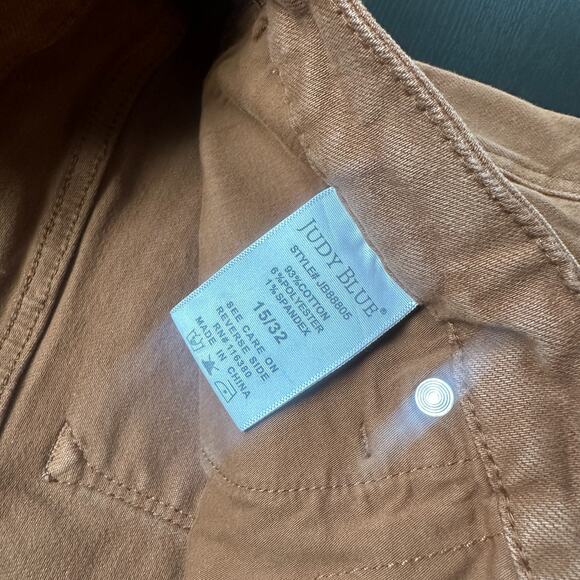 JUDY BLUE®
STYLE# JB88805
93%COTTON
6%POLYESTER
1%SPANDEX
15/32
SEE CARE ON
REVERSE SIDE
RN#116380
MADE IN CHINA